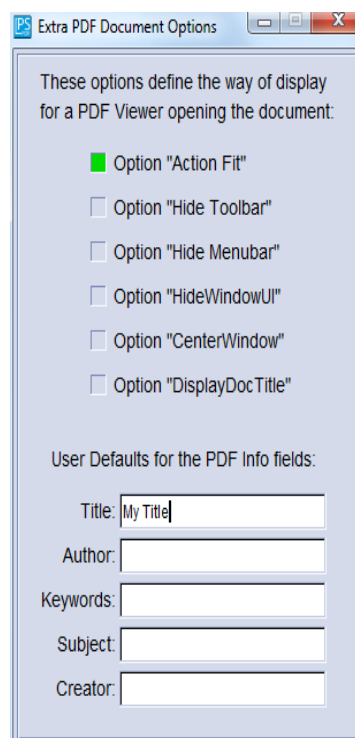 PS Extra PDF Document Options
These options define the way of display
for a PDF Viewer opening the document:
Option "Action Fit"
Option "Hide Toolbar"
Option "Hide Menubar"
Option "HideWindowUI"
Option "CenterWindow"
Option "DisplayDocTitle"
User Defaults for the PDF Info fields:
Title: My Title
Author:
Keywords:
Subject:
Creator: